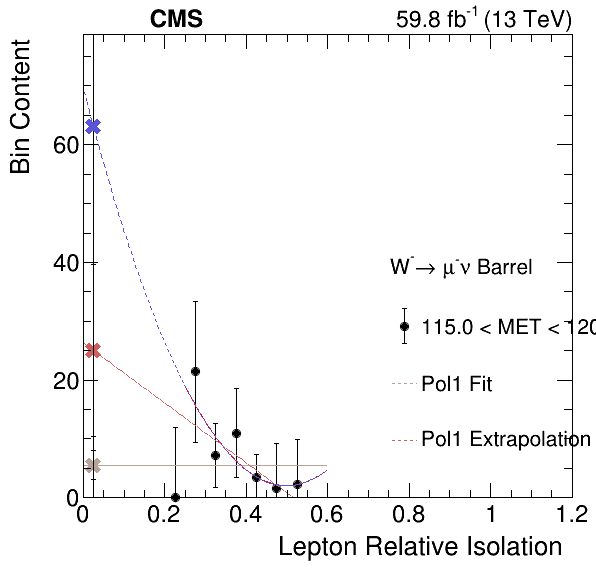 CMS
59.8 fb⁻¹ (13 TeV)
Bin Content
60
40
20
0
W⁻→ μ⁻ν Barrel
115.0 < MET < 120
Pol1 Fit
Pol1 Extrapolation
0 0.2 0.4 0.6 0.8 1 1.2
Lepton Relative Isolation